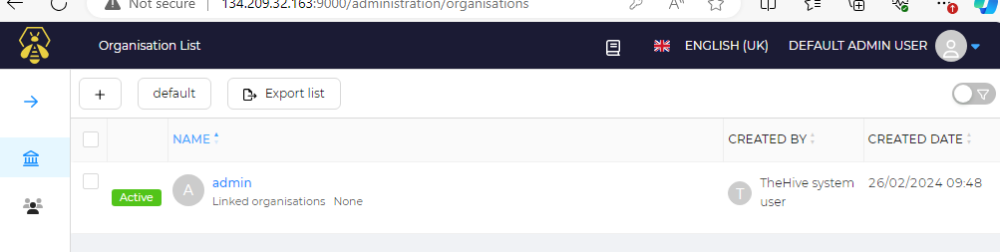 Not secure 134.209.32.163:9000/administration/organisations
Organisation List ENGLISH (UK) DEFAULT ADMIN USER
+ default Export list
NAME CREATED BY CREATED DATE
Active A admin T TheHive system user 26/02/2024 09:48
Linked organisations None